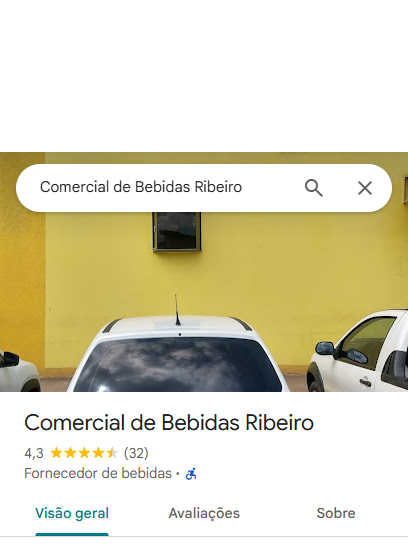 Comercial de Bebidas Ribeiro
Comercial de Bebidas Ribeiro
4,3 (32)
Fornecedor de bebidas ·
Visão geral Avaliações Sobre